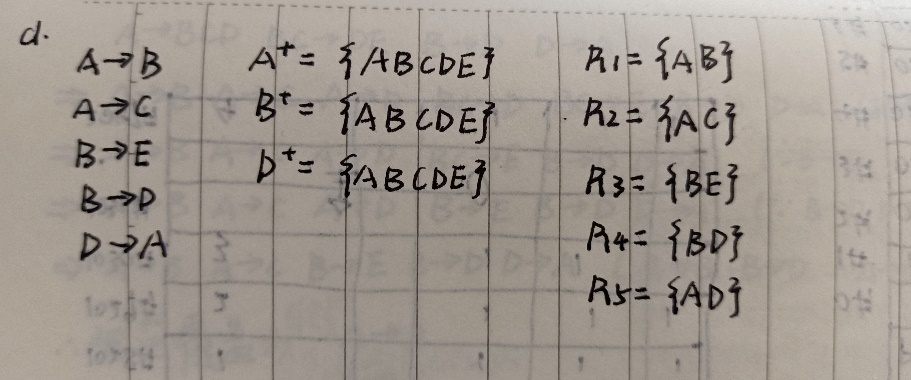 d.
A→B A⁺= {ABCDE} R1= {AB}
A→C B⁺= {ABCDE} R2= {AC}
B→E D⁺= {ABCDE} R3= {BE}
B→D R4= {BD}
D→A R5= {AD}